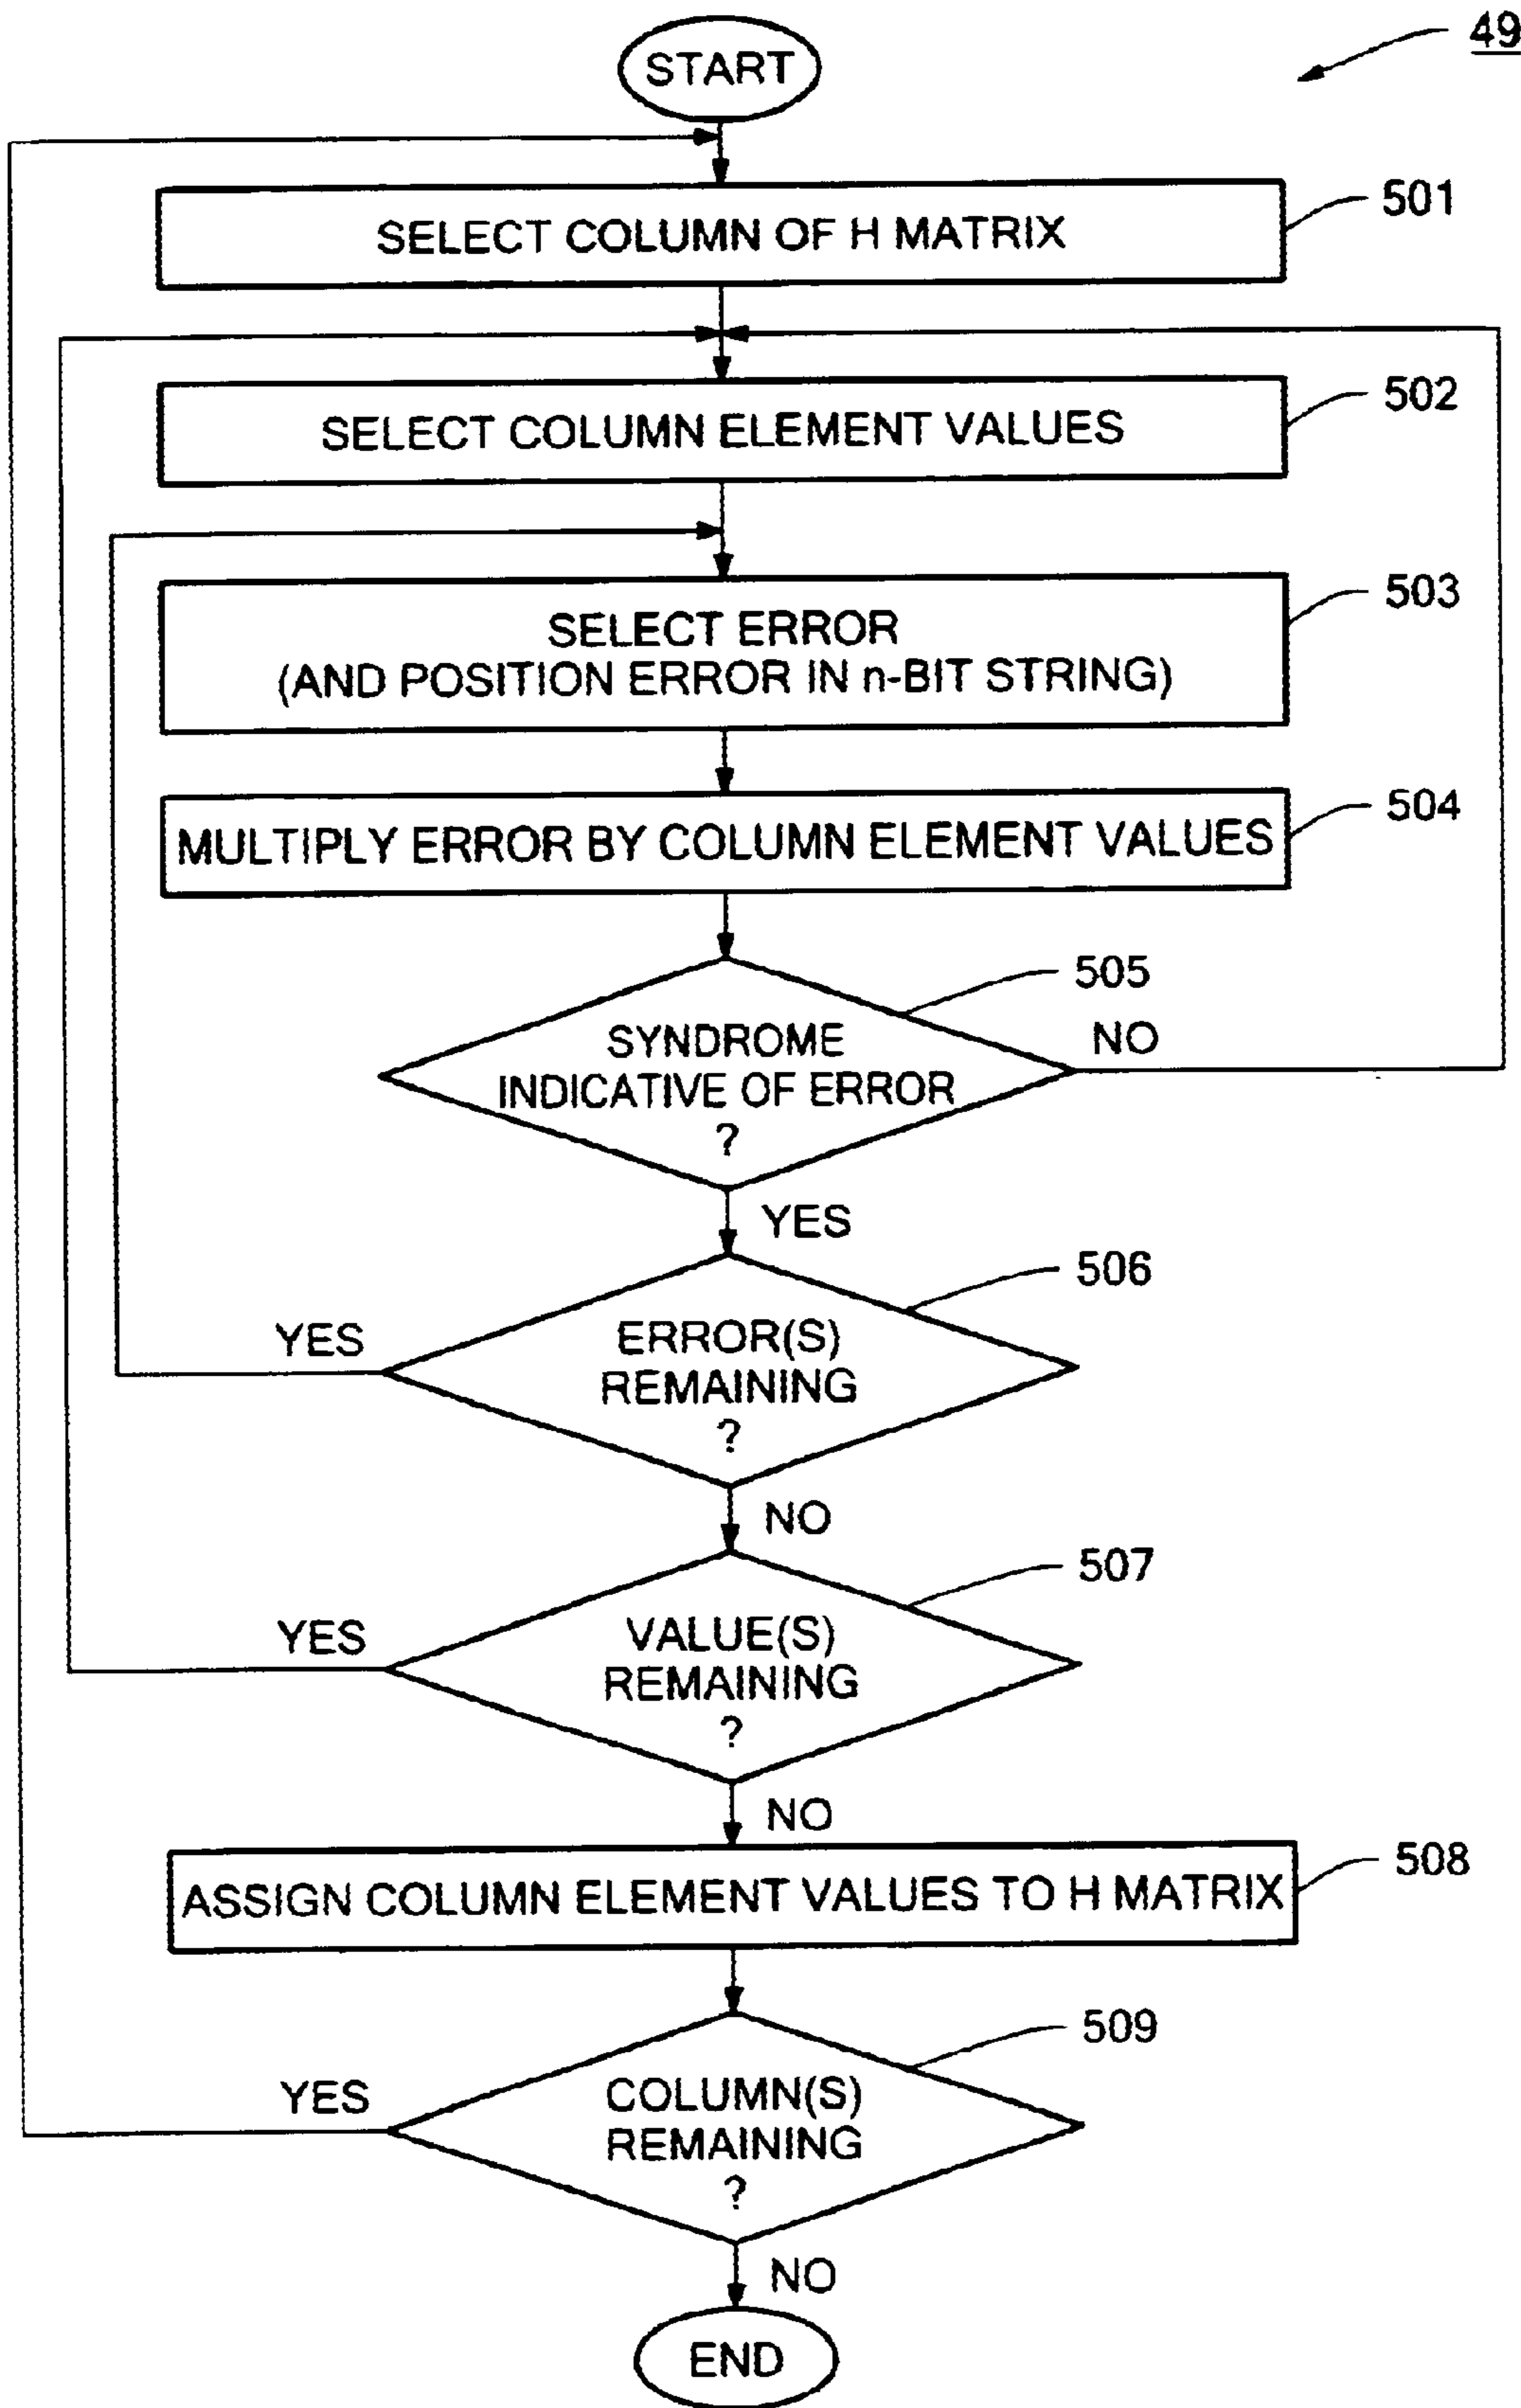 49
START
501
SELECT COLUMN OF H MATRIX
502
SELECT COLUMN ELEMENT VALUES
503
SELECT ERROR
(AND POSITION ERROR IN n-BIT STRING)
504
MULTIPLY ERROR BY COLUMN ELEMENT VALUES
505
SYNDROME
INDICATIVE OF ERROR
?
NO
YES
506
ERROR(S)
REMAINING
?
YES
NO
507
VALUE(S)
REMAINING
?
YES
NO
508
ASSIGN COLUMN ELEMENT VALUES TO H MATRIX
509
COLUMN(S)
REMAINING
?
YES
NO
END